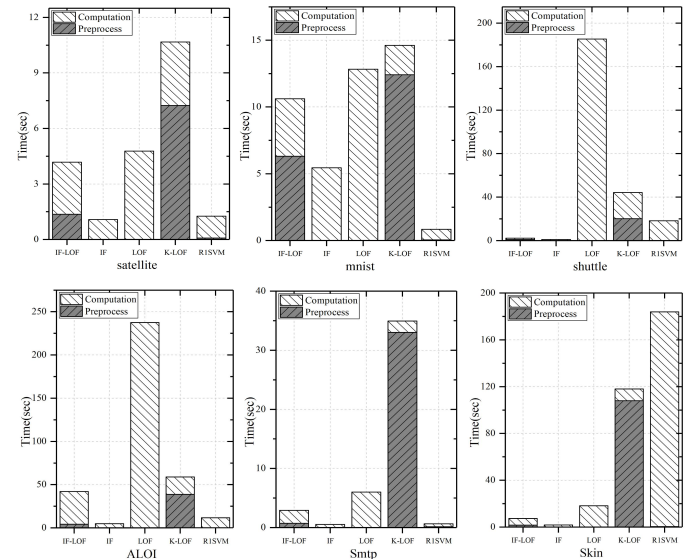 12
9
6
3
0
Time(sec)
Computation
Preprocess
IF-LOF IF LOF K-LOF R1SVM
satellite
15
10
5
0
Time(sec)
Computation
Preprocess
IF-LOF IF LOF K-LOF R1SVM
mnist
200
160
120
80
40
0
Time(sec)
Computation
Preprocess
IF-LOF IF LOF K-LOF R1SVM
shuttle
250
200
150
100
50
0
Time(sec)
Computation
Preprocess
IF-LOF IF LOF K-LOF R1SVM
ALOI
40
30
20
10
0
Time(sec)
Computation
Preprocess
IF-LOF IF LOF K-LOF R1SVM
Smtp
200
160
120
80
40
0
Time(sec)
Computation
Preprocess
IF-LOF IF LOF K-LOF R1SVM
Skin